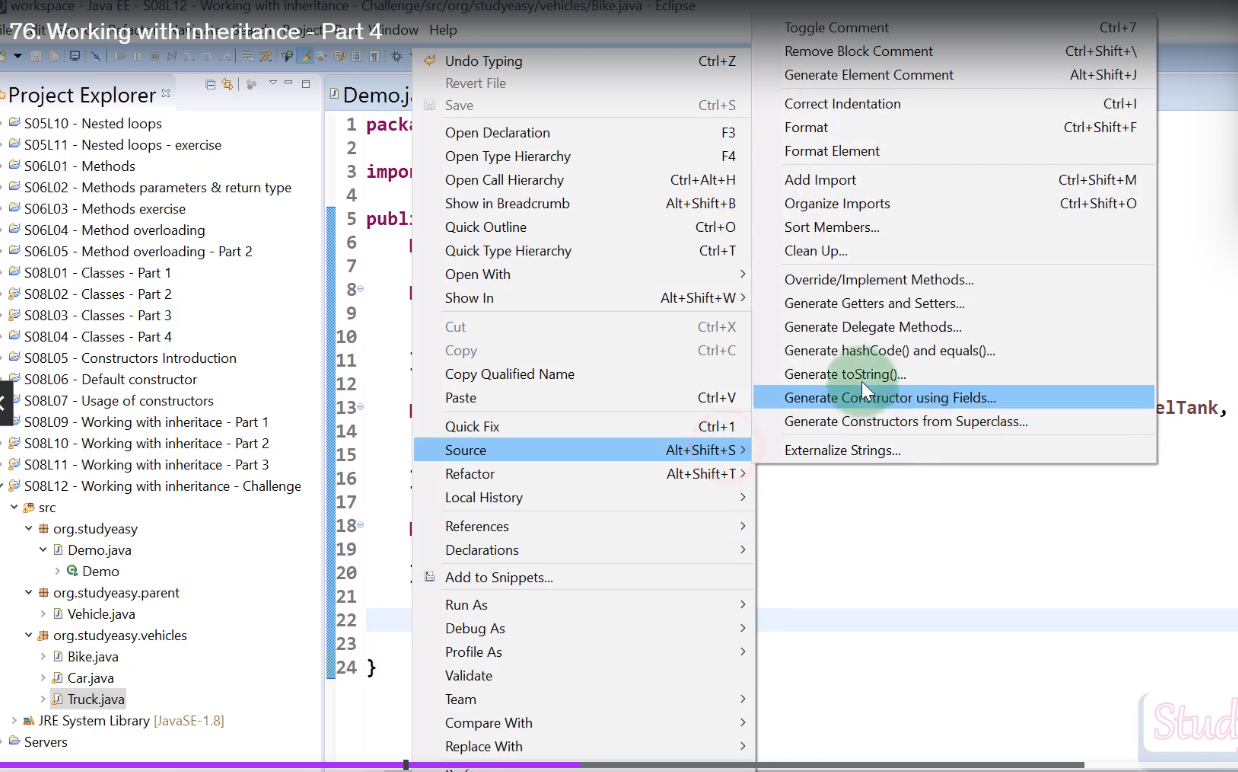 workspace - Java EE - S08L12 - Working with inheritance - Challenge/src/org/studyeasy/vehicles/Bike.java - Eclipse
76. Working with inheritance - Part 4
Window Help
Project Explorer
S05L10 - Nested loops
S05L11 - Nested loops - exercise
S06L01 - Methods
S06L02 - Methods parameters & return type
S06L03 - Methods exercise
S06L04 - Method overloading
S06L05 - Method overloading - Part 2
S08L01 - Classes - Part 1
S08L02 - Classes - Part 2
S08L03 - Classes - Part 3
S08L04 - Classes - Part 4
S08L05 - Constructors Introduction
S08L06 - Default constructor
S08L07 - Usage of constructors
S08L09 - Working with inheritace - Part 1
S08L10 - Working with inheritace - Part 2
S08L11 - Working with inheritace - Part 3
S08L12 - Working with inheritance - Challenge
src
org.studyeasy
Demo.java
Demo
org.studyeasy.parent
Vehicle.java
org.studyeasy.vehicles
Bike.java
Car.java
Truck.java
JRE System Library [JavaSE-1.8]
Servers
Demo.j
1 packa
2
3 impor
4
5 publi
6
7
8
9
10
11
12
13 elTank,
14
15
16
17
18
19
20
21
22
23
24 }
Undo Typing Ctrl+Z
Revert File
Save Ctrl+S
Open Declaration F3
Open Type Hierarchy F4
Open Call Hierarchy Ctrl+Alt+H
Show in Breadcrumb Alt+Shift+B
Quick Outline Ctrl+O
Quick Type Hierarchy Ctrl+T
Open With
Show In Alt+Shift+W
Cut Ctrl+X
Copy Ctrl+C
Copy Qualified Name
Paste Ctrl+V
Quick Fix Ctrl+1
Source Alt+Shift+S
Refactor Alt+Shift+T
Local History
References
Declarations
Add to Snippets...
Run As
Debug As
Profile As
Validate
Team
Compare With
Replace With
Toggle Comment Ctrl+7
Remove Block Comment Ctrl+Shift+\
Generate Element Comment Alt+Shift+J
Correct Indentation Ctrl+I
Format Ctrl+Shift+F
Format Element
Add Import Ctrl+Shift+M
Organize Imports Ctrl+Shift+O
Sort Members...
Clean Up...
Override/Implement Methods...
Generate Getters and Setters...
Generate Delegate Methods...
Generate hashCode() and equals()...
Generate toString()...
Generate Constructor using Fields...
Generate Constructors from Superclass...
Externalize Strings...
Study